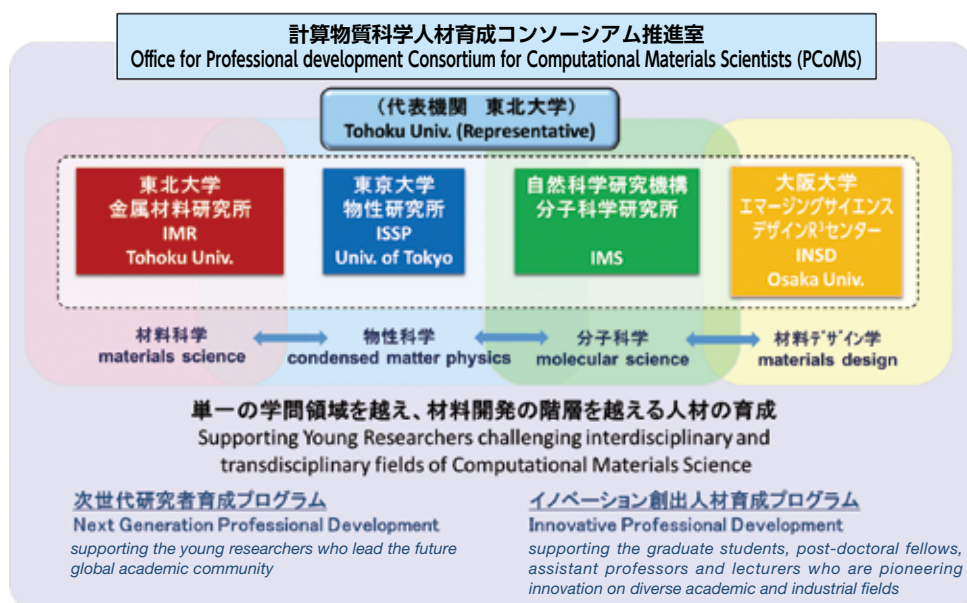 計算物質科学人材育成コンソーシアム推進室
Office for Professional development Consortium for Computational Materials Scientists (PCoMS)
(代表機関 東北大学)
Tohoku Univ. (Representative)
東北大学
金属材料研究所
IMR
Tohoku Univ.
東京大学
物性研究所
ISSP
Univ. of Tokyo
自然科学研究機構
分子科学研究所
IMS
大阪大学
エマージングサイエンス
デザインR³センター
INSD
Osaka Univ.
材料科学
materials science
物性科学
condensed matter physics
分子科学
molecular science
材料ﾃﾞｻﾞｲﾝ学
materials design
単一の学問領域を越え、材料開発の階層を越える人材の育成
Supporting Young Researchers challenging interdisciplinary and
transdisciplinary fields of Computational Materials Science
次世代研究者育成プログラム
Next Generation Professional Development
supporting the young researchers who lead the future
global academic community
イノベーション創出人材育成プログラム
Innovative Professional Development
supporting the graduate students, post-doctoral fellows,
assistant professors and lecturers who are pioneering
innovation on diverse academic and industrial fields